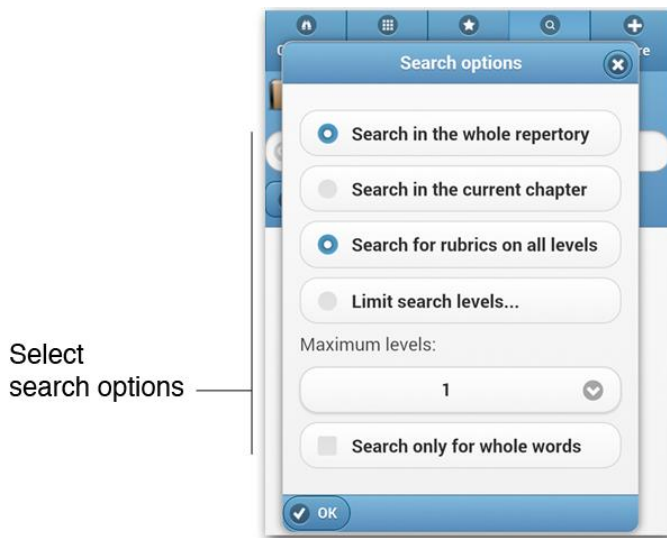 Search options
Search in the whole repertory
Search in the current chapter
Search for rubrics on all levels
Limit search levels...
Maximum levels:
1
Search only for whole words
OK
Select
search options